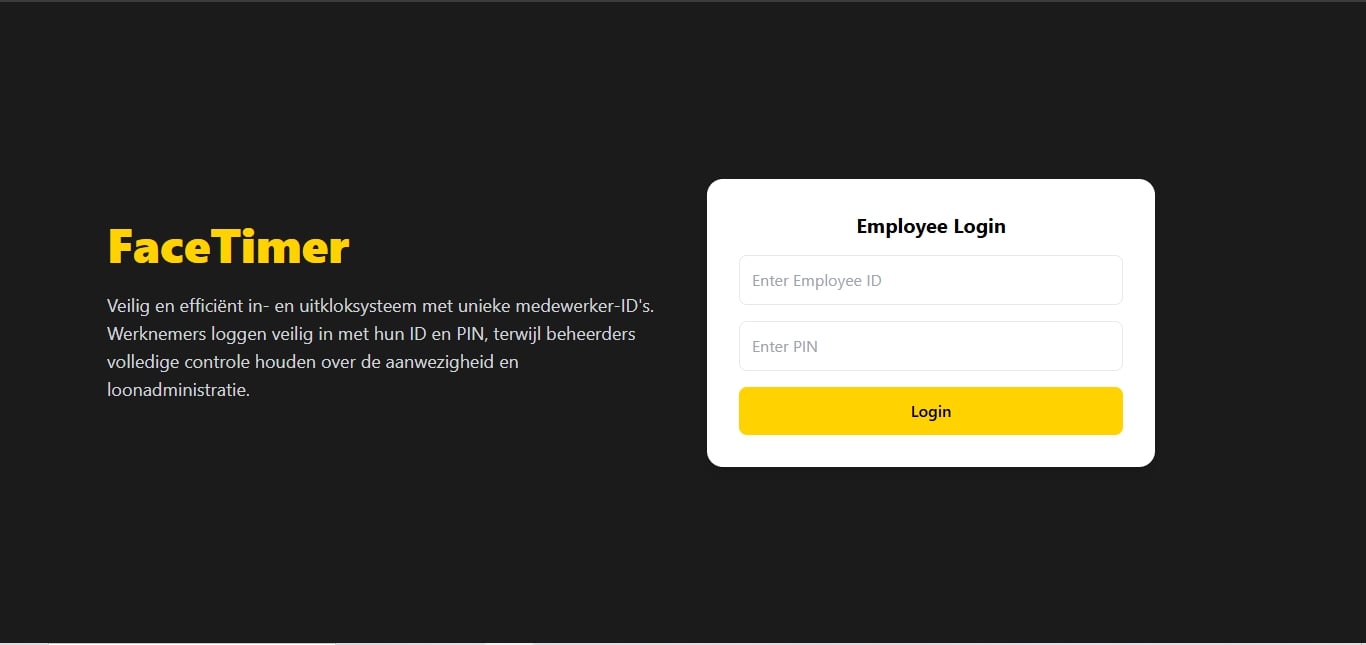 FaceTimer
Veilig en efficiënt in- en uitkloksysteem met unieke medewerker-ID's.
Werknemers loggen veilig in met hun ID en PIN, terwijl beheerders
volledige controle houden over de aanwezigheid en
loonadministratie.
Employee Login
Enter Employee ID
Enter PIN
Login